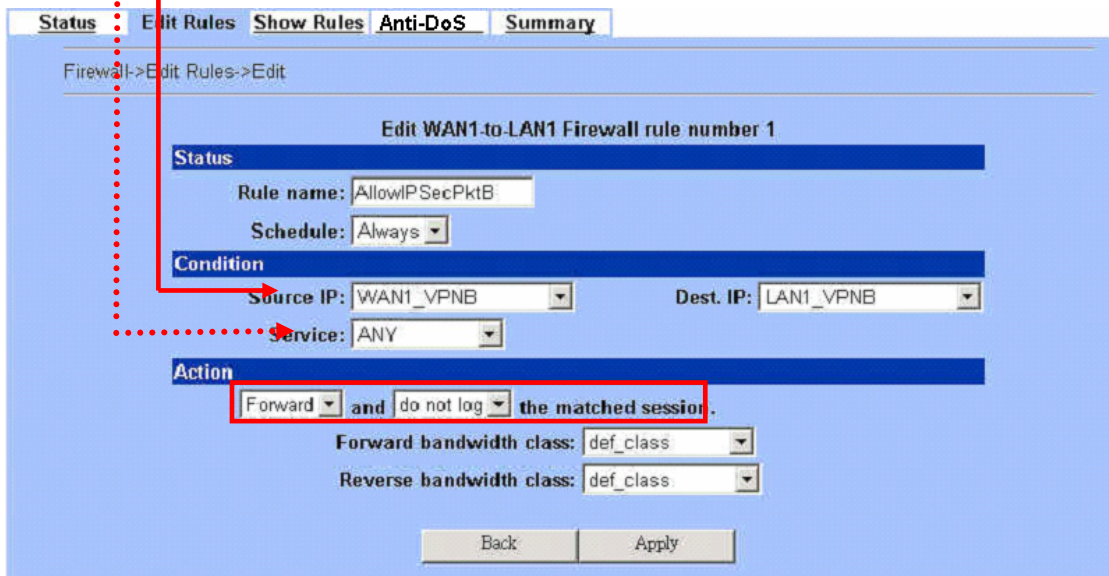 Status Edit Rules Show Rules Anti-DoS Summary
Firewall->Edit Rules->Edit
Edit WAN1-to-LAN1 Firewall rule number 1
Status
Rule name: AllowIPSecPktB
Schedule: Always
Condition
Source IP: WAN1_VPNB Dest. IP: LAN1_VPNB
Service: ANY
Action
Forward and do not log the matched session.
Forward bandwidth class: def_class
Reverse bandwidth class: def_class
Back Apply